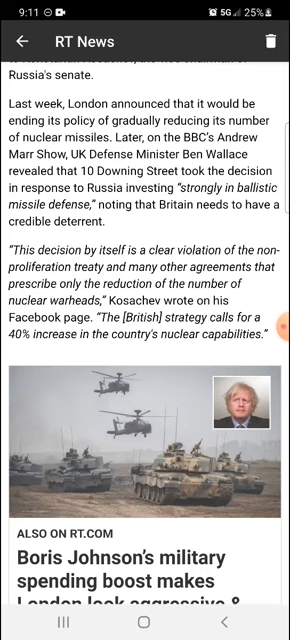 9:11 5G 25%
RT News
Russia's senate.
Last week, London announced that it would be
ending its policy of gradually reducing its number
of nuclear missiles. Later, on the BBC's Andrew
Marr Show, UK Defense Minister Ben Wallace
revealed that 10 Downing Street took the decision
in response to Russia investing "strongly in ballistic
missile defense," noting that Britain needs to have a
credible deterrent.
"This decision by itself is a clear violation of the non-
proliferation treaty and many other agreements that
prescribe only the reduction of the number of
nuclear warheads," Kosachev wrote on his
Facebook page. "The [British] strategy calls for a
40% increase in the country's nuclear capabilities."
ALSO ON RT.COM
Boris Johnson's military
spending boost makes
London look aggressive &